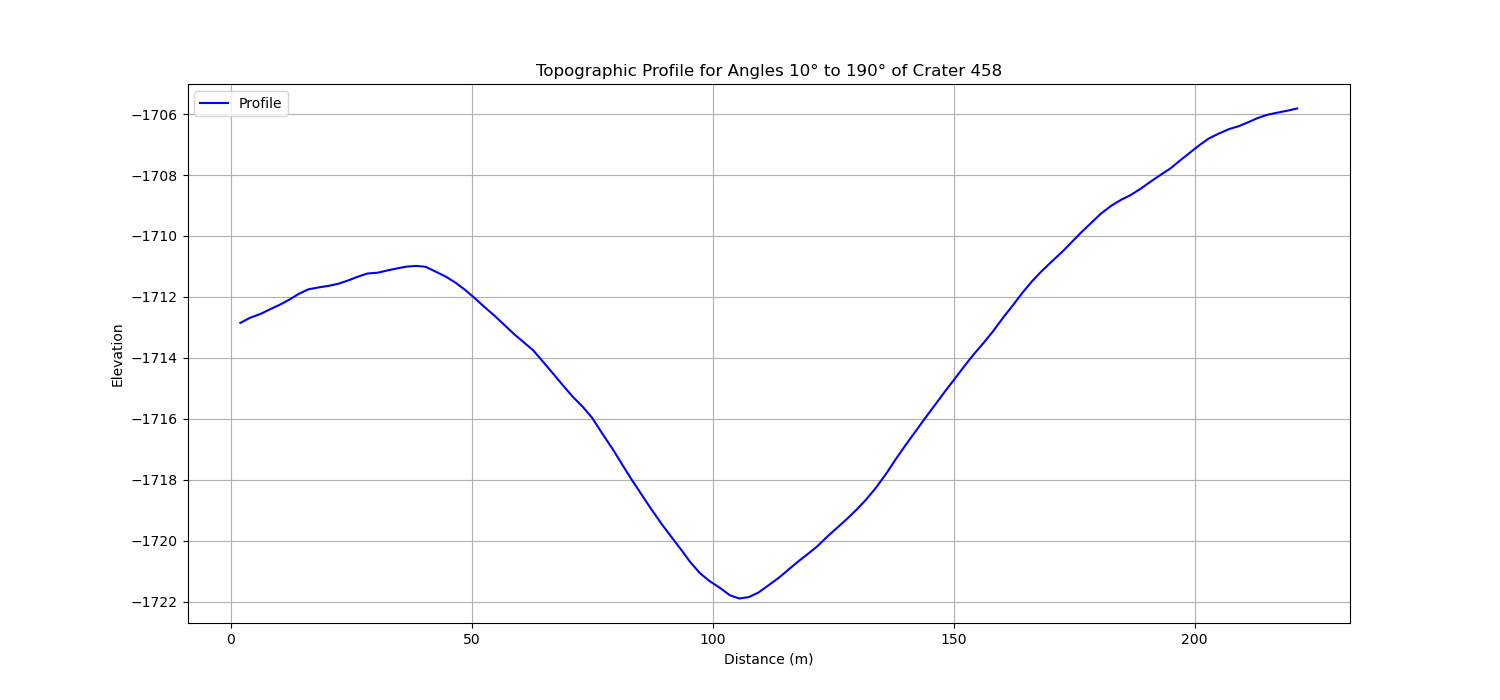 Topographic Profile for Angles 10° to 190° of Crater 458
Profile
−1706
−1708
−1710
−1712
−1714
−1716
−1718
−1720
−1722
Elevation
0 50 100 150 200
Distance (m)